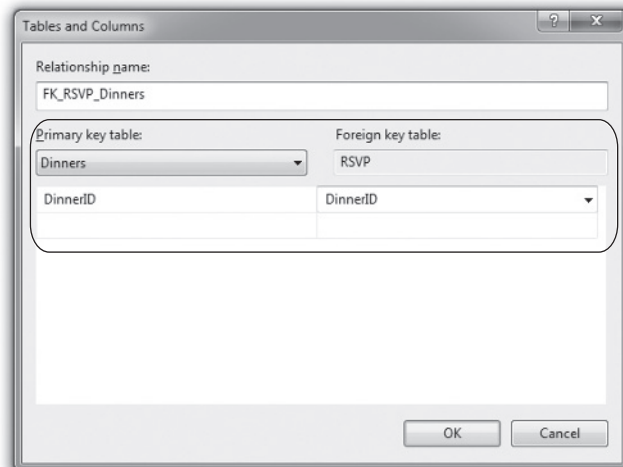 Tables and Columns
Relationship name:
FK_RSVP_Dinners
Primary key table:
Foreign key table:
Dinners
RSVP
DinnerID
DinnerID
OK
Cancel